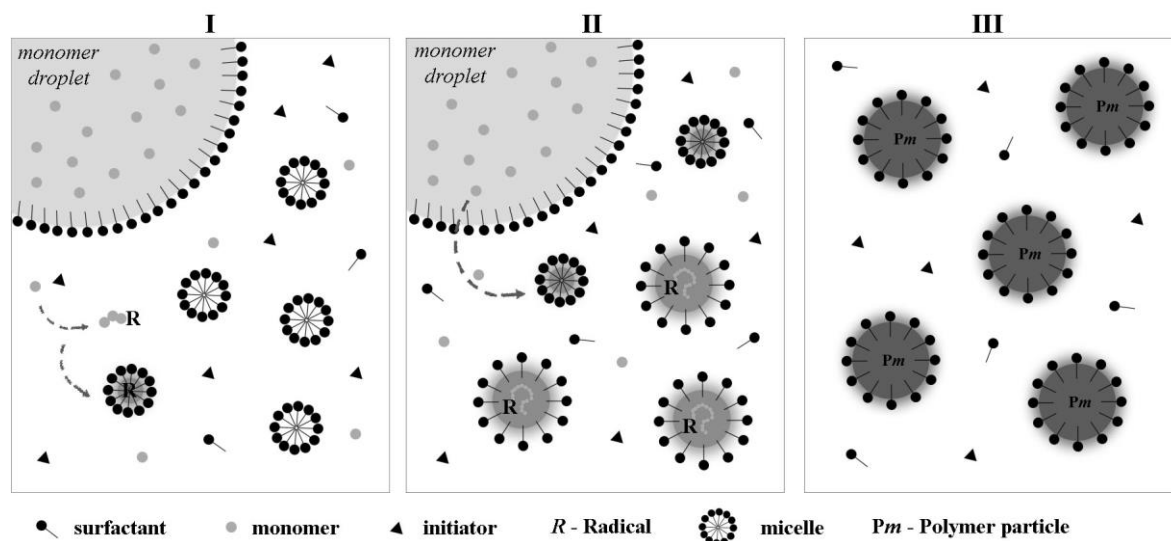 I
II
III
monomer
droplet
R
R
monomer
droplet
R
R
R
Pm
Pm
Pm
Pm
Pm
surfactant
monomer
initiator
R - Radical
micelle
Pm - Polymer particle